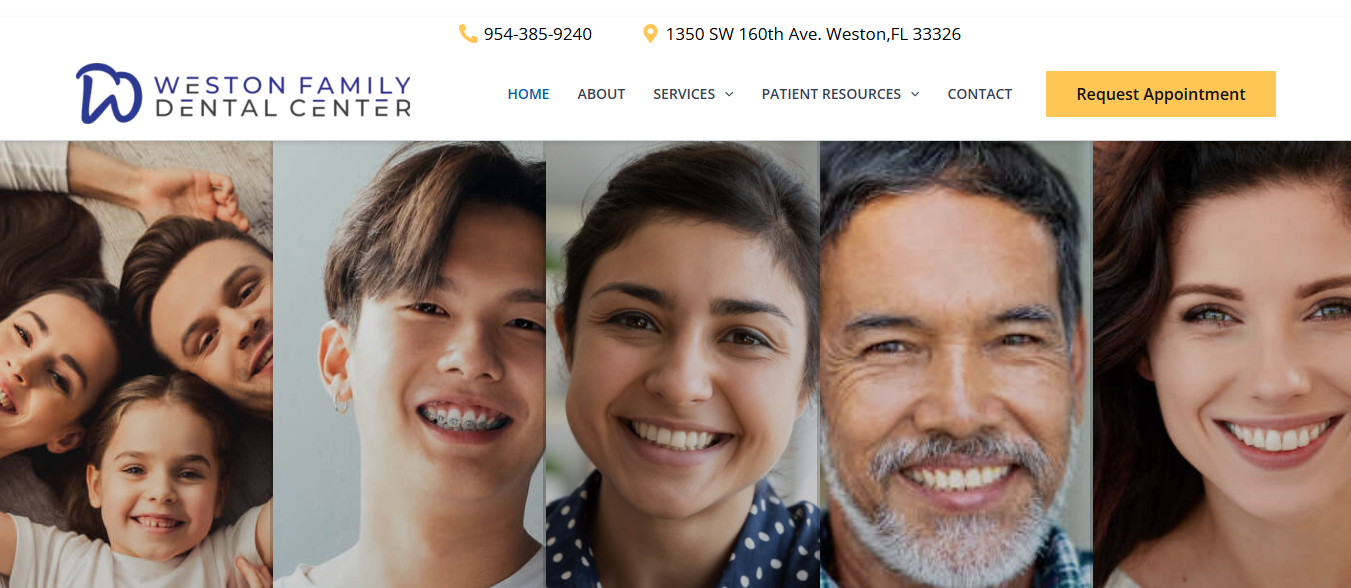 954-385-9240
1350 SW 160th Ave. Weston,FL 33326
WESTON FAMILY
DENTAL CENTER
HOME
ABOUT
SERVICES
PATIENT RESOURCES
CONTACT
Request Appointment